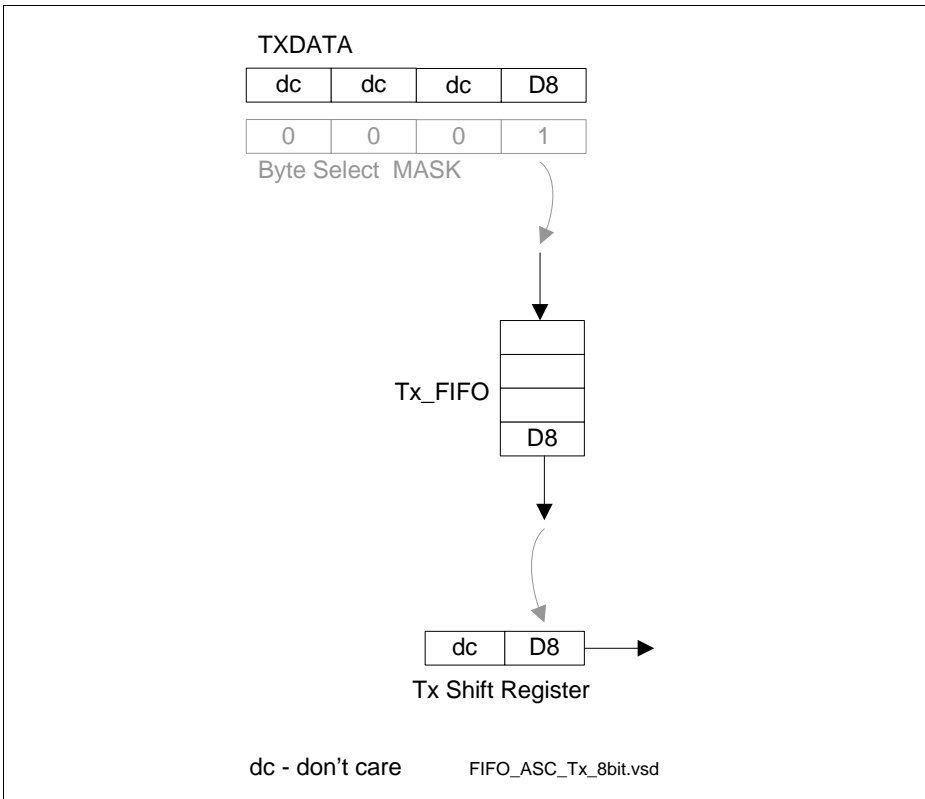 TXDATA
dc dc dc D8
0 0 0 1
Byte Select MASK
Tx_FIFO
D8
dc D8
Tx Shift Register
dc - don't care FIFO_ASC_Tx_8bit.vsd